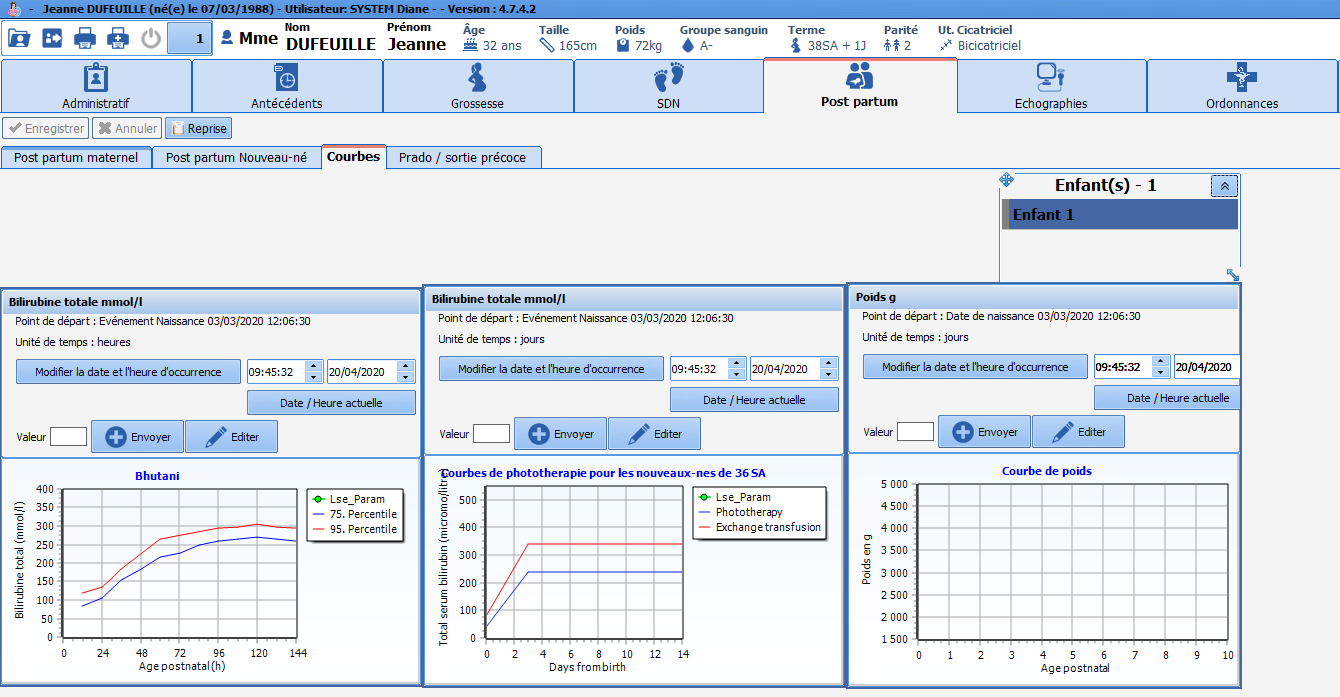 - Jeanne DUFEUILLE (né(e) le 07/03/1988) - Utilisateur: SYSTEM Diane - - Version : 4.7.4.2
1
Mme
Nom
DUFEUILLE
Prénom
Jeanne
Âge
32 ans
Taille
165cm
Poids
72kg
Groupe sanguin
A-
Terme
38SA + 1J
Parité
2
Ut. Cicatriciel
Bicicatriciel
Administratif
Antécédents
Grossesse
SDN
Post partum
Echographies
Ordonnances
Enregistrer
Annuler
Reprise
Post partum maternel
Post partum Nouveau-né
Courbes
Prado / sortie précoce
Enfant(s) - 1
Enfant 1
Bilirubine totale mmol/l
Point de départ : Evénement Naissance 03/03/2020 12:06:30
Unité de temps : heures
Modifier la date et l'heure d'occurrence
09:45:32
20/04/2020
Date / Heure actuelle
Valeur
Envoyer
Editer
Bhutani
Bilirubine total (mmol/l)
400
350
300
250
200
150
100
50
0
0 24 48 72 96 120 144
Age postnatal (h)
Lse_Param
75. Percentile
95. Percentile
Bilirubine totale mmol/l
Point de départ : Evénement Naissance 03/03/2020 12:06:30
Unité de temps : jours
Modifier la date et l'heure d'occurrence
09:45:32
20/04/2020
Date / Heure actuelle
Valeur
Envoyer
Editer
Courbes de photothérapie pour les nouveaux-nes de 36 SA
Total serum bilirubin (micromo/litre)
500
400
300
200
100
0
0 2 4 6 8 10 12 14
Days from birth
Lse_Param
Phototherapy
Exchange transfusion
Poids g
Point de départ : Date de naissance 03/03/2020 12:06:30
Unité de temps : jours
Modifier la date et l'heure d'occurrence
09:45:32
20/04/2020
Date / Heure actuelle
Valeur
Envoyer
Editer
Courbe de poids
Poids en g
5 000
4 500
4 000
3 500
3 000
2 500
2 000
1 500
0 1 2 3 4 5 6 7 8 9 10
Age postnatal